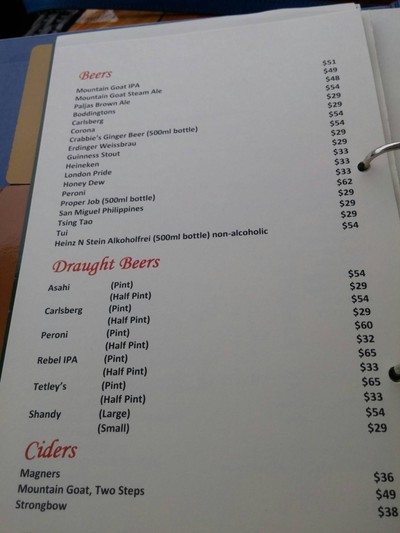 Beers
Mountain Goat IPA $51
Mountain Goat Steam Ale $49
Paljas Brown Ale $48
Boddingtons $54
Carlsberg $29
Corona $29
Crabbie's Ginger Beer (500ml bottle) $54
Erdinger Weissbrau $54
Guinness Stout $29
Heineken $29
London Pride $33
Honey Dew $33
Peroni $33
Proper Job (500ml bottle) $62
San Miguel Philippines $29
Tsing Tao $29
Tui $29
Heinz N Stein Alkoholfrei (500ml bottle) non-alcoholic $54
Draught Beers
Asahi (Pint) $54
(Half Pint) $29
Carlsberg (Pint) $54
(Half Pint) $29
Peroni (Pint) $60
(Half Pint) $32
Rebel IPA (Pint) $65
(Half Pint) $33
Tetley's (Pint) $65
(Half Pint) $33
Shandy (Large) $54
(Small) $29
Ciders
Magners $36
Mountain Goat, Two Steps $49
Strongbow $38